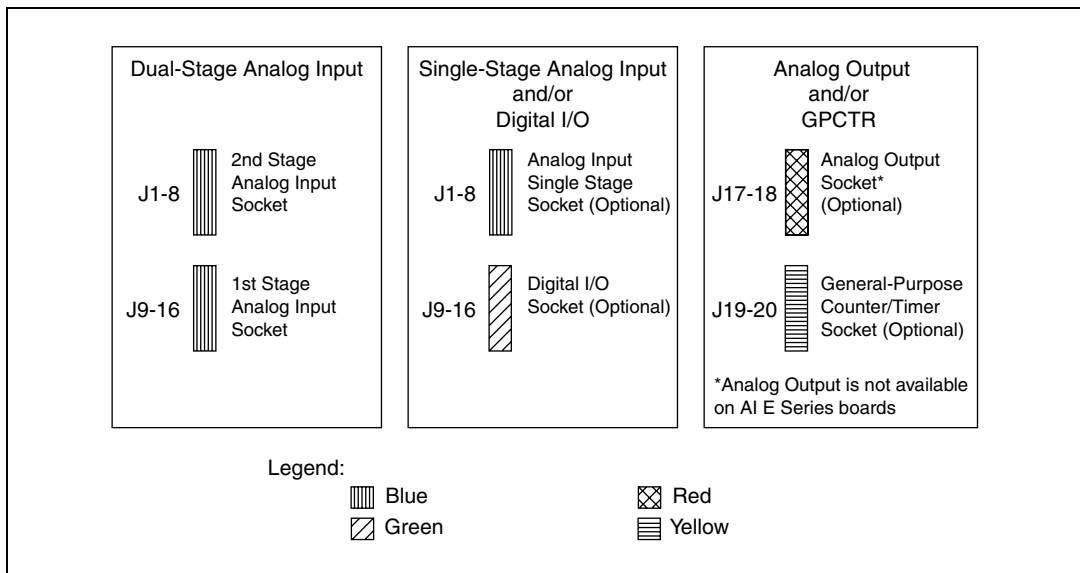 Dual-Stage Analog Input
J1-8
2nd Stage
Analog Input
Socket
J9-16
1st Stage
Analog Input
Socket
Single-Stage Analog Input
and/or
Digital I/O
J1-8
Analog Input
Single Stage
Socket (Optional)
J9-16
Digital I/O
Socket (Optional)
Analog Output
and/or
GPCTR
J17-18
Analog Output
Socket*
(Optional)
J19-20
General-Purpose
Counter/Timer
Socket (Optional)
*Analog Output is not available
on AI E Series boards
Legend:
Blue
Red
Green
Yellow